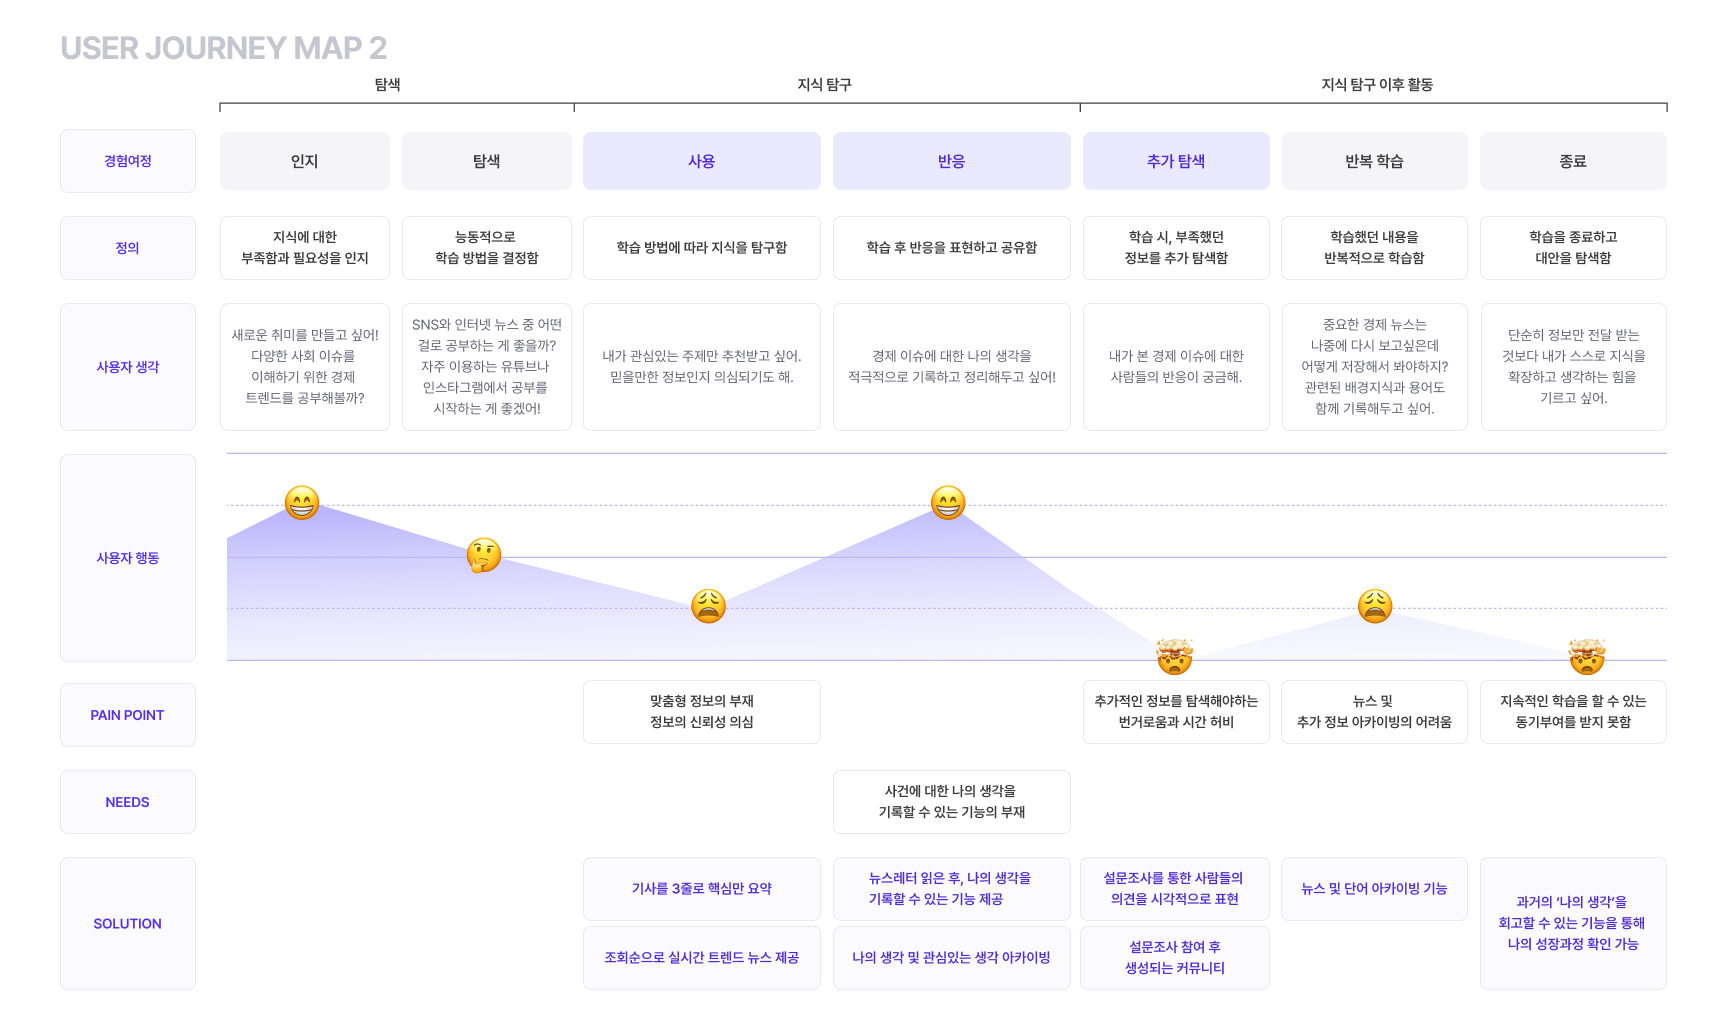 USER JOURNEY MAP 2
탐색
지식 탐구
지식 탐구 이후 활동
경험여정
인지
탐색
사용
반응
추가 탐색
반복 학습
종료
정의
지식에 대한
부족함과 필요성을 인지
능동적으로
학습 방법을 결정함
학습 방법에 따라 지식을 탐구함
학습 후 반응을 표현하고 공유함
학습 시, 부족했던
정보를 추가 탐색함
학습했던 내용을
반복적으로 학습함
학습을 종료하고
대안을 탐색함
사용자 생각
새로운 취미를 만들고 싶어!
다양한 사회 이슈를
이해하기 위한 경제
트렌드를 공부해볼까?
SNS와 인터넷 뉴스 중 어떤
걸로 공부하는 게 좋을까?
자주 이용하는 유튜브나
인스타그램에서 공부를
시작하는 게 좋겠어!
내가 관심있는 주제만 추천받고 싶어.
믿을만한 정보인지 의심되기도 해.
경제 이슈에 대한 나의 생각을
적극적으로 기록하고 정리해두고 싶어!
내가 본 경제 이슈에 대한
사람들의 반응이 궁금해.
중요한 경제 뉴스는
나중에 다시 보고싶은데
어떻게 저장해서 봐야하지?
관련된 배경지식과 용어도
함께 기록해두고 싶어.
단순히 정보만 전달 받는
것보다 내가 스스로 지식을
확장하고 생각하는 힘을
기르고 싶어.
사용자 행동
PAIN POINT
맞춤형 정보의 부재
정보의 신뢰성 의심
추가적인 정보를 탐색해야하는
번거로움과 시간 허비
뉴스 및
추가 정보 아카이빙의 어려움
지속적인 학습을 할 수 있는
동기부여를 받지 못함
NEEDS
사건에 대한 나의 생각을
기록할 수 있는 기능의 부재
SOLUTION
기사를 3줄로 핵심만 요약
조회순으로 실시간 트렌드 뉴스 제공
뉴스레터 읽은 후, 나의 생각을
기록할 수 있는 기능 제공
나의 생각 및 관심있는 생각 아카이빙
설문조사를 통한 사람들의
의견을 시각적으로 표현
설문조사 참여 후
생성되는 커뮤니티
뉴스 및 단어 아카이빙 기능
과거의 ‘나의 생각’을
회고할 수 있는 기능을 통해
나의 성장과정 확인 가능